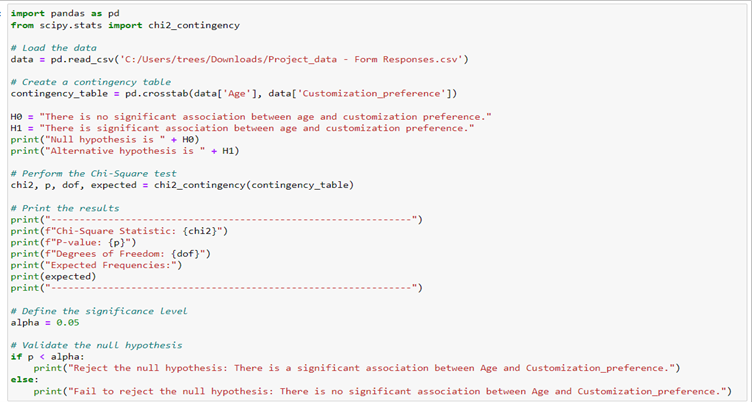 import pandas as pd
from scipy.stats import chi2_contingency
# Load the data
data = pd.read_csv('C:/Users/trees/Downloads/Project_data - Form Responses.csv')
# Create a contingency table
contingency_table = pd.crosstab(data['Age'], data['Customization_preference'])
H0 = "There is no significant association between age and customization preference."
H1 = "There is significant association between age and customization preference."
print("Null hypothesis is " + H0)
print("Alternative hypothesis is " + H1)
# Perform the Chi-Square test
chi2, p, dof, expected = chi2_contingency(contingency_table)
# Print the results
print("------------------------------------------------------------")
print(f"Chi-Square Statistic: {chi2}")
print(f"P-value: {p}")
print(f"Degrees of Freedom: {dof}")
print("Expected Frequencies:")
print(expected)
print("------------------------------------------------------------")
# Define the significance level
alpha = 0.05
# Validate the null hypothesis
if p < alpha:
    print("Reject the null hypothesis: There is a significant association between Age and Customization_preference.")
else:
    print("Fail to reject the null hypothesis: There is no significant association between Age and Customization_preference.")